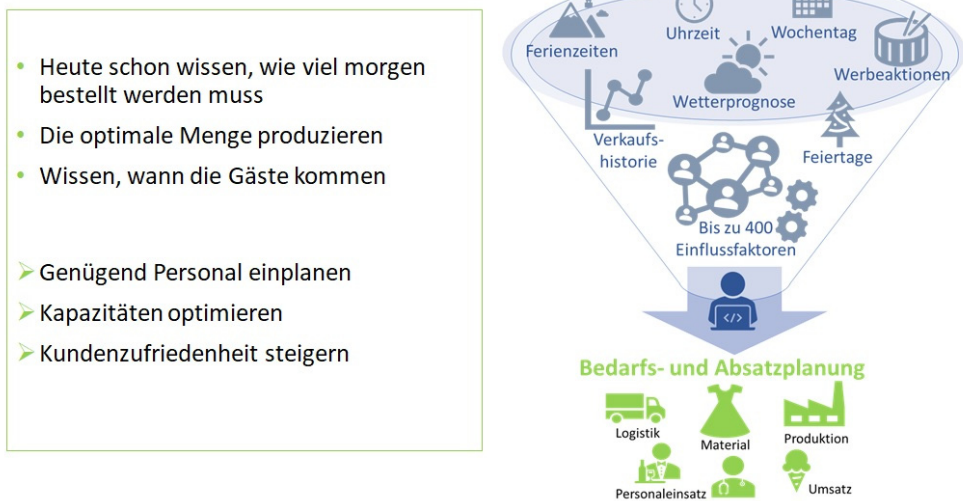 Heute schon wissen, wie viel morgen
bestellt werden muss
Die optimale Menge produzieren
Wissen, wann die Gäste kommen
Genügend Personal einplanen
Kapazitäten optimieren
Kundenzufriedenheit steigern
Ferienzeiten
Uhrzeit
Wochentag
Werbeaktionen
Wetterprognose
Verkaufs-
historie
Feiertage
Bis zu 400
Einflussfaktoren
</>
Bedarfs- und Absatzplanung
Logistik
Material
Produktion
Personaleinsatz
Umsatz